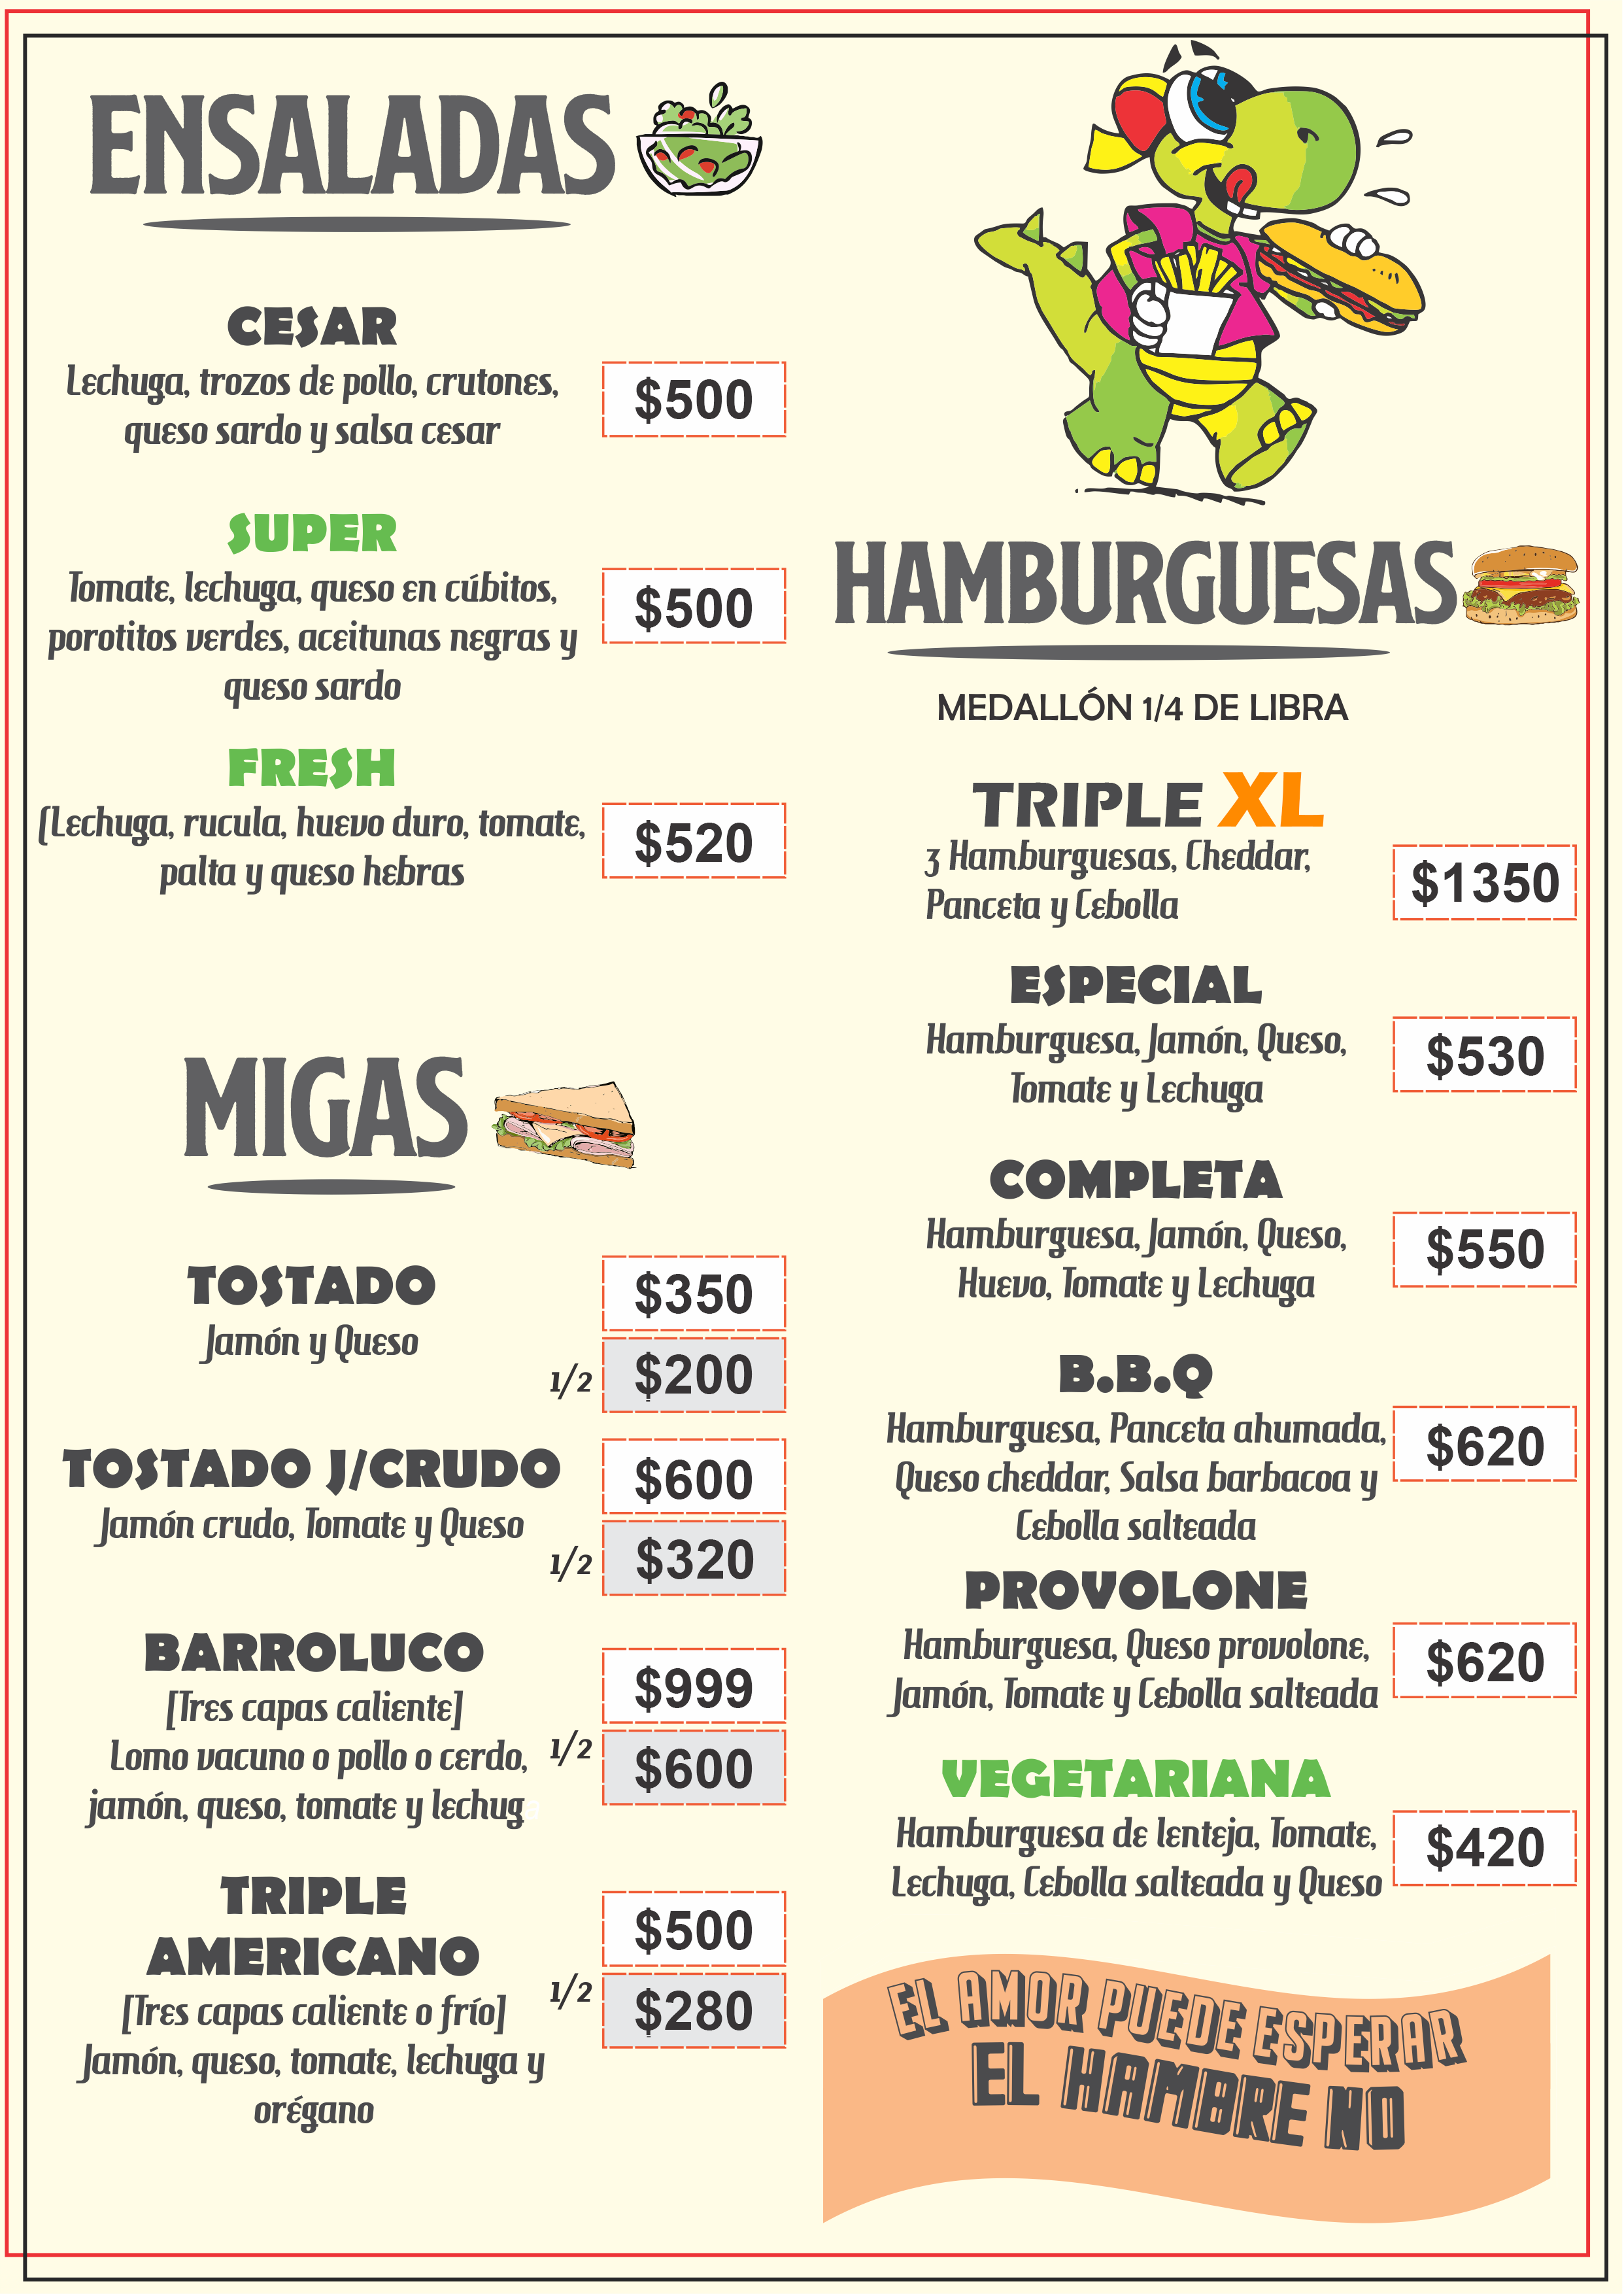 ENSALADAS
CESAR
Lechuga, trozos de pollo, crutones,
queso sardo y salsa cesar
$500
SUPER
Tomate, lechuga, queso en cúbitos,
porotitos verdes, aceitunas negras y
queso sardo
$500
FRESH
(Lechuga, rucula, huevo duro, tomate,
palta y queso hebras
$520
MIGAS
TOSTADO
Jamón y Queso
$350
1/2 $200
TOSTADO J/CRUDO
Jamón crudo, Tomate y Queso
$600
1/2 $320
BARROLUCO
[Tres capas caliente]
Lomo vacuno o pollo o cerdo,
jamón, queso, tomate y lechug
$999
1/2 $600
TRIPLE
AMERICANO
[Tres capas caliente o frío]
Jamón, queso, tomate, lechuga y
orégano
$500
1/2 $280
HAMBURGUESAS
MEDALLÓN 1/4 DE LIBRA
TRIPLE XL
3 Hamburguesas, Cheddar,
Panceta y Cebolla
$1350
ESPECIAL
Hamburguesa, Jamón, Queso,
Tomate y Lechuga
$530
COMPLETA
Hamburguesa, Jamón, Queso,
Huevo, Tomate y Lechuga
$550
B.B.Q
Hamburguesa, Panceta ahumada,
Queso cheddar, Salsa barbacoa y
Cebolla salteada
$620
PROVOLONE
Hamburguesa, Queso provolone,
Jamón, Tomate y Cebolla salteada
$620
VEGETARIANA
Hamburguesa de lenteja, Tomate,
Lechuga, Cebolla salteada y Queso
$420
EL AMOR PUEDE ESPERAR
EL HAMBRE NO